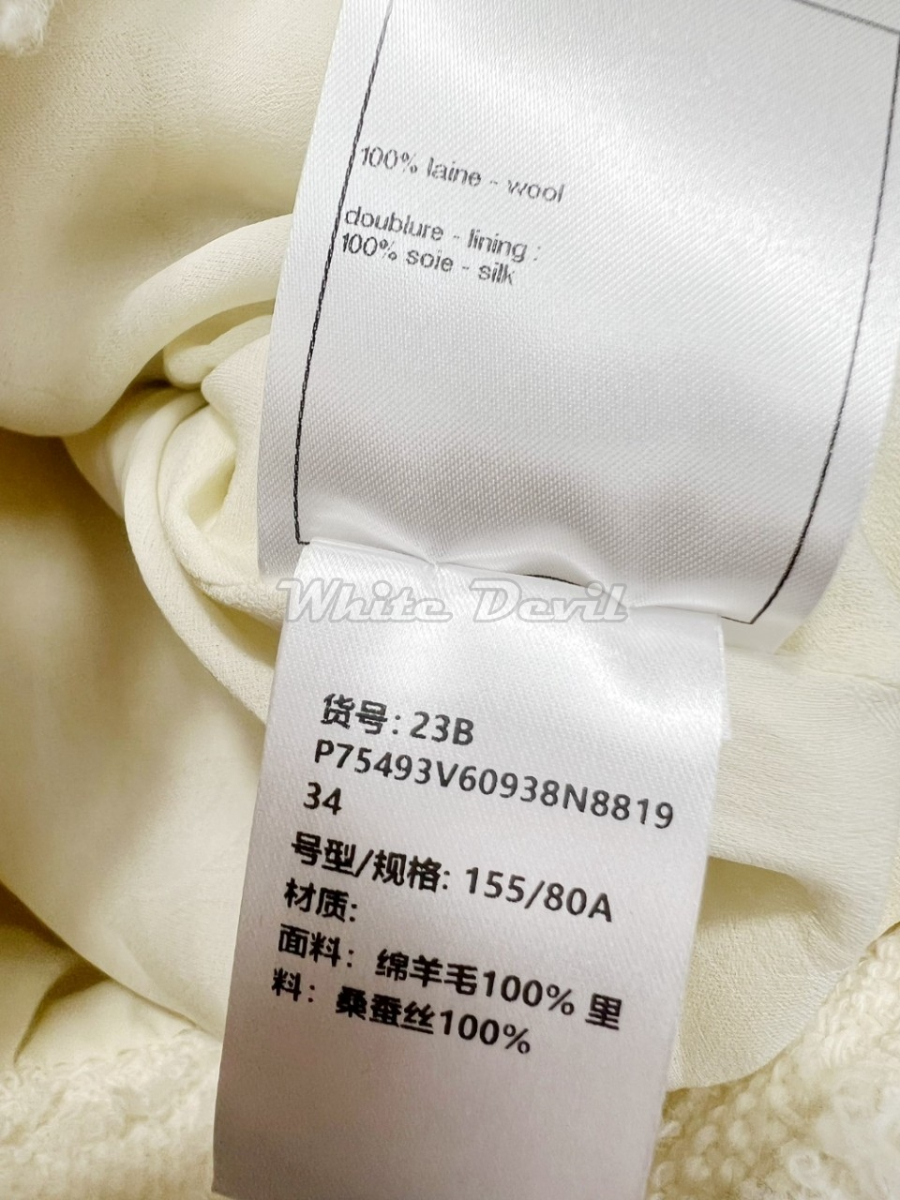 100% laine - wool
doublure - lining :
100% soie - silk
White Devil
货号: 23B
P75493V60938N8819
34
号型/规格: 155/80A
材质:
面料: 绵羊毛100% 里
料: 桑蚕丝100%